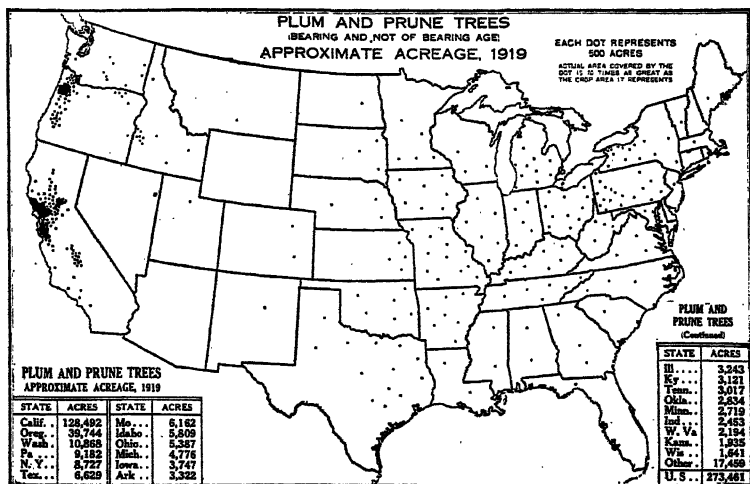 PLUM AND PRUNE TREES
(BEARING AND NOT OF BEARING AGE)
APPROXIMATE ACREAGE, 1919
EACH DOT REPRESENTS
500 ACRES
ACTUAL AREA COVERED BY THE
DOT IS 10 TIMES AS GREAT AS
THE CROP AREA IT REPRESENTS
PLUM AND PRUNE TREES
APPROXIMATE ACREAGE, 1919
STATE ACRES STATE ACRES
Calif.. 128,492 Mo... 6,162
Oreg. 39,744 Idaho. 5,809
Wash. 10,868 Ohio.. 5,387
Pa... 9,182 Mich. 4,776
N. Y.. 8,727 Iowa.. 3,747
Tex... 6,629 Ark.. 3,322
PLUM AND
PRUNE TREES
(Continued)
STATE ACRES
Ill.... 3,243
Ky... 3,121
Tenn.. 3,017
Okla.. 2,834
Minn.. 2,719
Ind... 2,463
W. Va 2,194
Kans.. 1,935
Wis.. 1,641
Other. 17,459
U. S.. 273,461